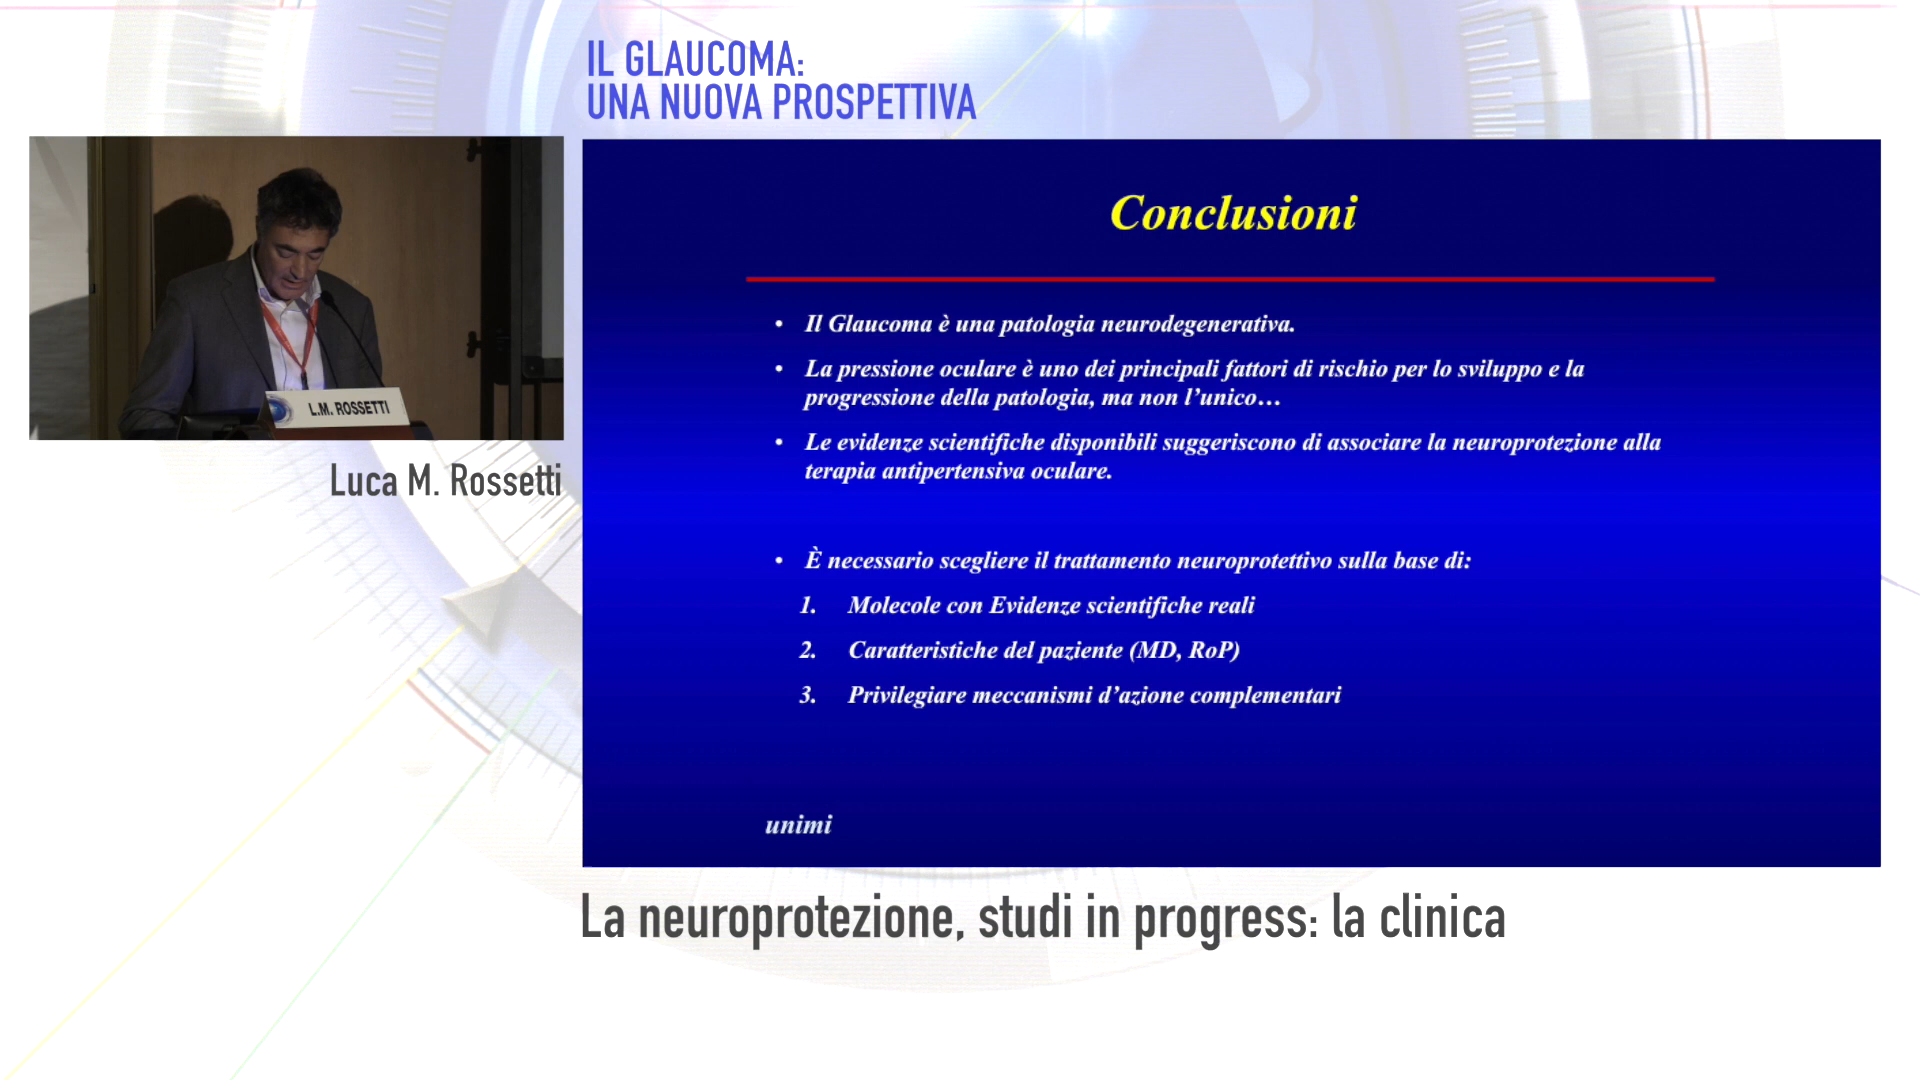 IL GLAUCOMA:
UNA NUOVA PROSPETTIVA
L.M. ROSSETTI
Luca M. Rossetti
Conclusioni
• Il Glaucoma è una patologia neurodegenerativa.
• La pressione oculare è uno dei principali fattori di rischio per lo sviluppo e la
progressione della patologia, ma non l’unico…
• Le evidenze scientifiche disponibili suggeriscono di associare la neuroprotezione alla
terapia antipertensiva oculare.
• È necessario scegliere il trattamento neuroprotettivo sulla base di:
1. Molecole con Evidenze scientifiche reali
2. Caratteristiche del paziente (MD, RoP)
3. Privilegiare meccanismi d’azione complementari
unimi
La neuroprotezione, studi in progress: la clinica